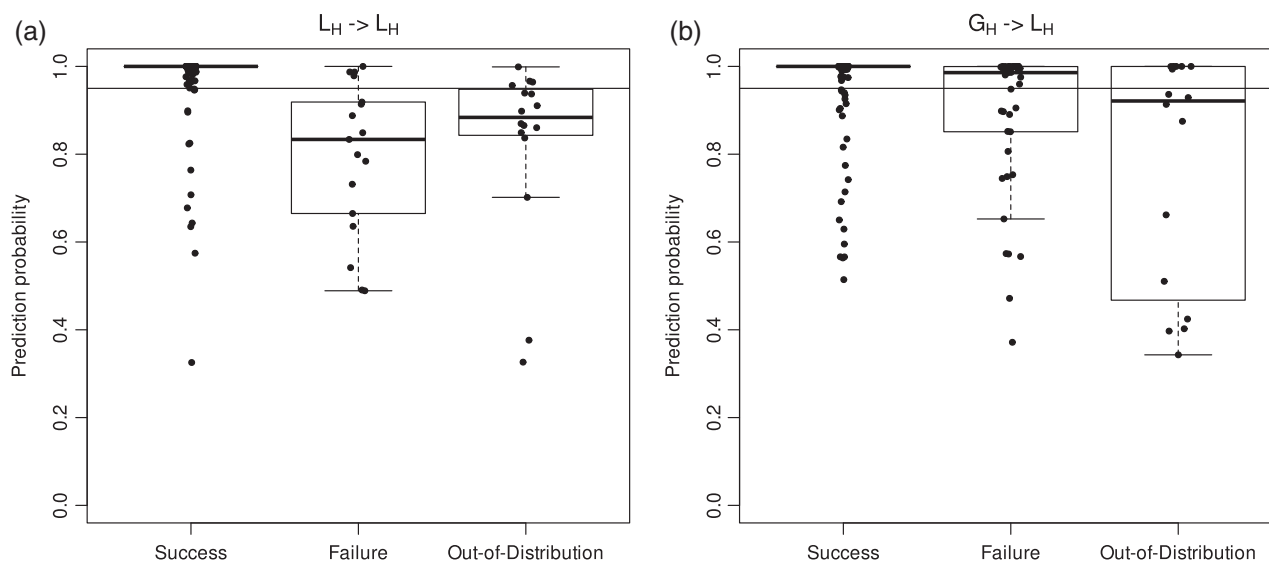 (a)
L_H -> L_H
Prediction probability
1.0
0.8
0.6
0.4
0.2
0.0
Success Failure Out-of-Distribution
(b)
G_H -> L_H
Prediction probability
1.0
0.8
0.6
0.4
0.2
0.0
Success Failure Out-of-Distribution